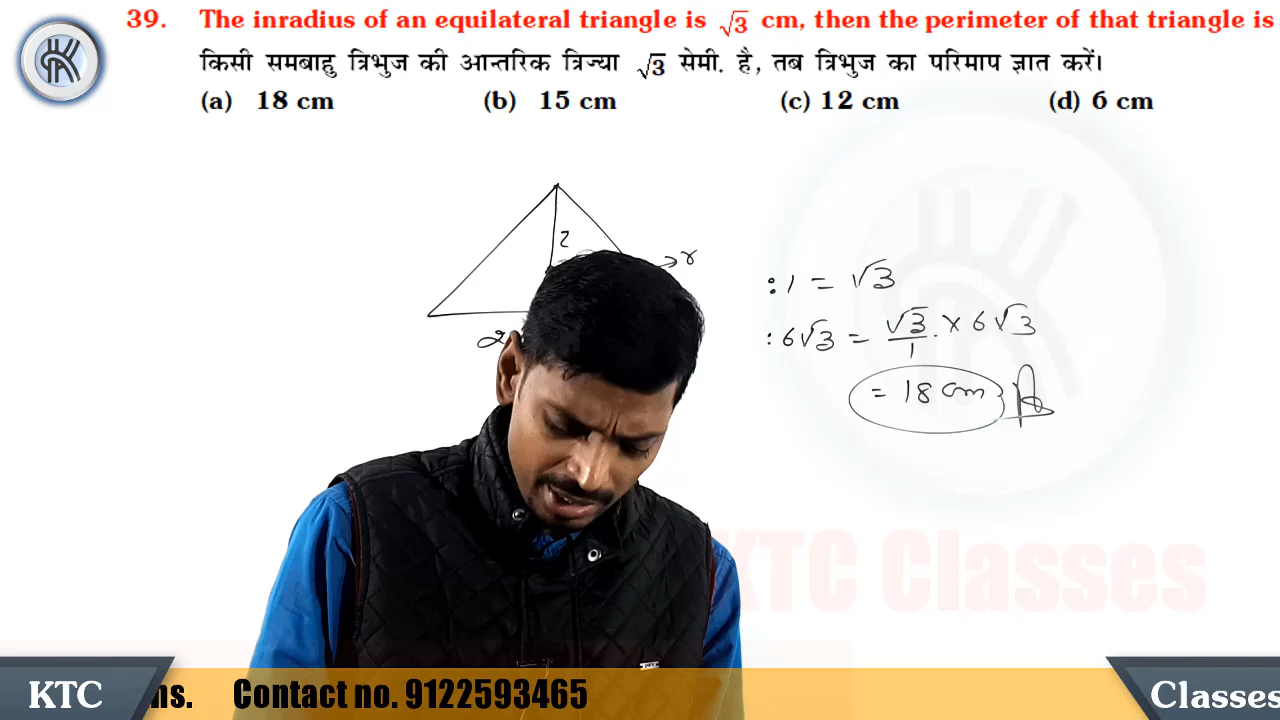 39. The inradius of an equilateral triangle is √3 cm, then the perimeter of that triangle is
किसी समबाहु त्रिभुज की आन्तरिक त्रिज्या √3 सेमी. है, तब त्रिभुज का परिमाप ज्ञात करें।
(a) 18 cm (b) 15 cm (c) 12 cm (d) 6 cm
2
r
: 1 = √3
: 6√3 = √3/1 . × 6√3
= 18 cm
2
KTC Classes
KTC ns. Contact no. 9122593465 Classes